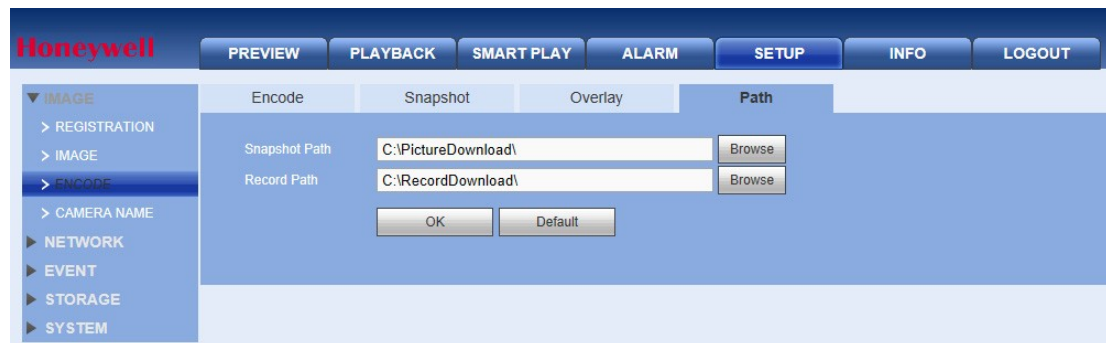 Honeywell
PREVIEW PLAYBACK SMART PLAY ALARM SETUP INFO LOGOUT
IMAGE
> REGISTRATION
> IMAGE
> ENCODE
> CAMERA NAME
NETWORK
EVENT
STORAGE
SYSTEM
Encode Snapshot Overlay Path
Snapshot Path C:\PictureDownload\ Browse
Record Path C:\RecordDownload\ Browse
OK Default